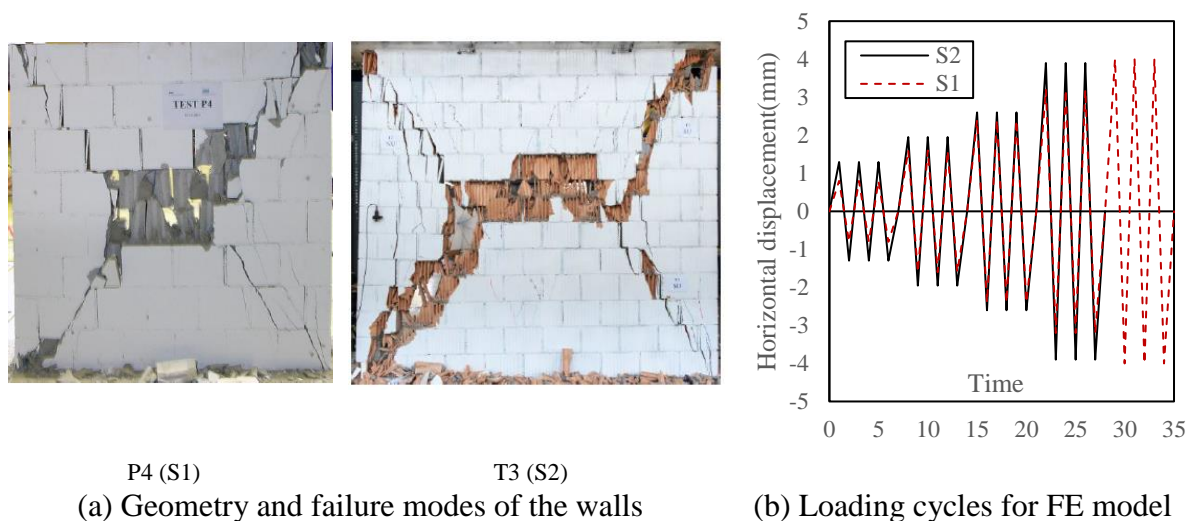 TEST P4
P4 (S1)
T3 (S2)
(a) Geometry and failure modes of the walls
Horizontal displacement(mm)
5
4
3
2
1
0
-1
-2
-3
-4
-5
S2
S1
Time
0 5 10 15 20 25 30 35
(b) Loading cycles for FE model